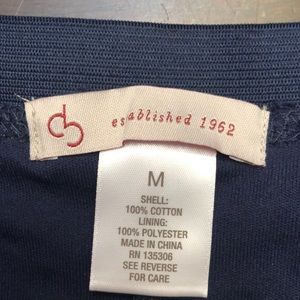 established 1962
M
SHELL:
100% COTTON
LINING:
100% POLYESTER
MADE IN CHINA
RN 135306
SEE REVERSE
FOR CARE